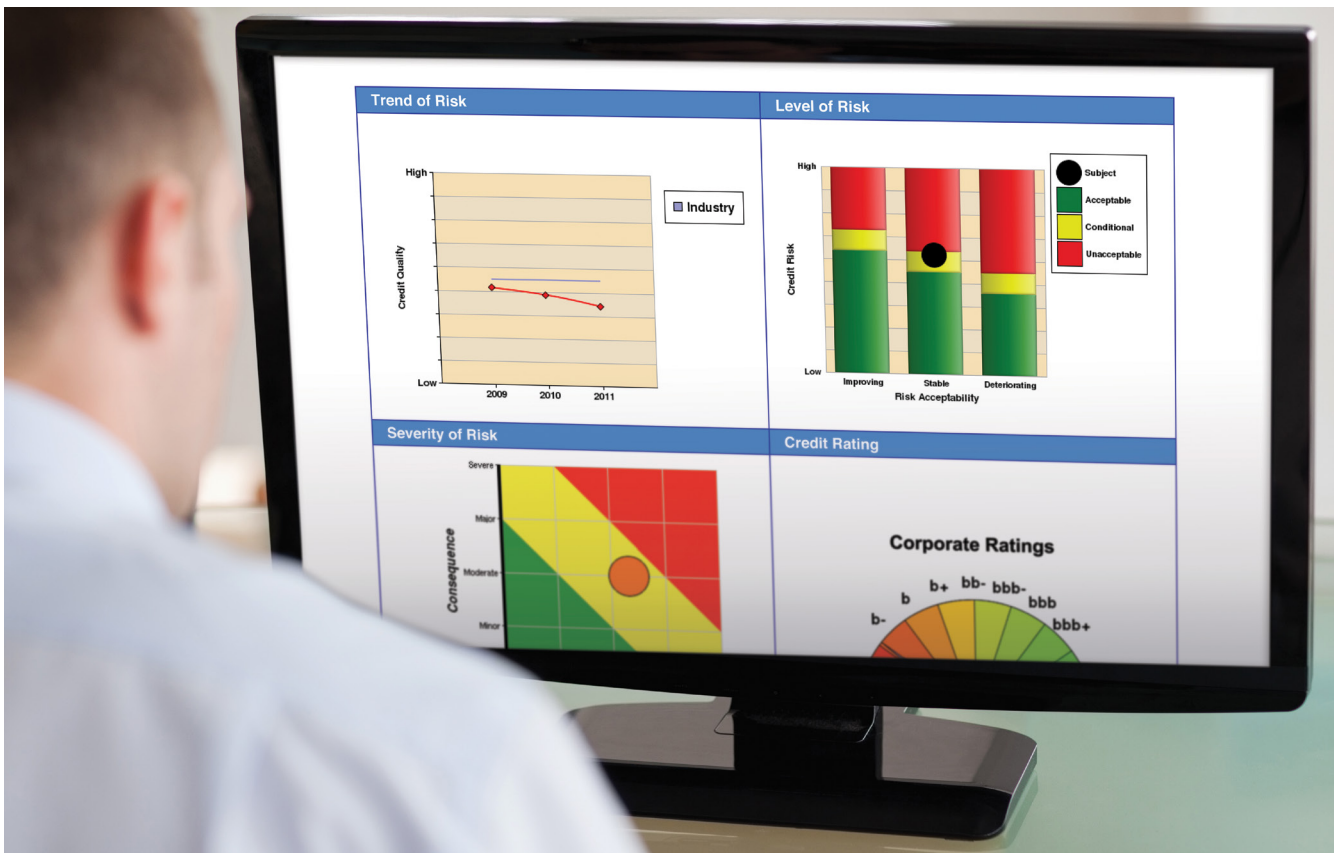 Trend of Risk
High
Credit Quality
Low
2009 2010 2011
Industry
Level of Risk
High
Credit Risk
Low
Improving Stable Deteriorating
Risk Acceptability
Subject
Acceptable
Conditional
Unacceptable
Severity of Risk
Severe
Major
Moderate
Minor
Consequence
Credit Rating
Corporate Ratings
b- b b+ bb- bbb- bbb bbb+